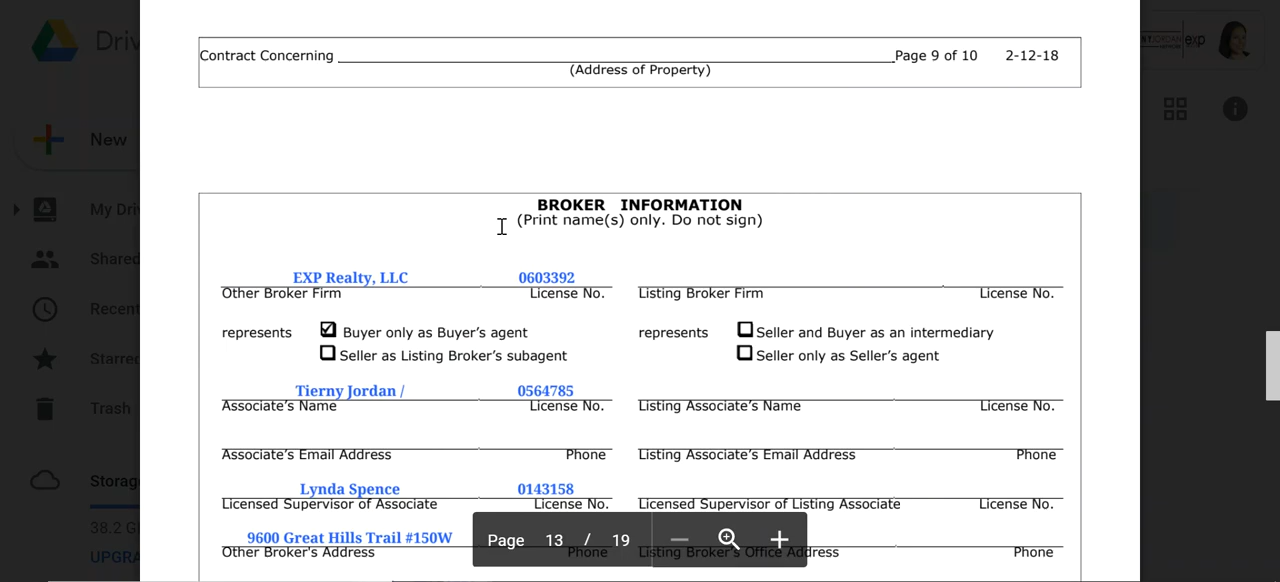 Driv
exp
Contract Concerning Page 9 of 10 2-12-18
(Address of Property)
New
My Driv
Shared
Recent
Starred
Trash
Storag
38.2 G
UPGRA
BROKER INFORMATION
(Print name(s) only. Do not sign)
EXP Realty, LLC 0603392
Other Broker Firm License No. Listing Broker Firm License No.
represents Buyer only as Buyer’s agent represents Seller and Buyer as an intermediary
Seller as Listing Broker’s subagent Seller only as Seller’s agent
Tierny Jordan / 0564785
Associate’s Name License No. Listing Associate’s Name License No.
Associate’s Email Address Phone Listing Associate’s Email Address Phone
Lynda Spence 0143158
Licensed Supervisor of Associate License No. Licensed Supervisor of Listing Associate License No.
9600 Great Hills Trail #150W
Other Broker's Address Phone Listing Broker’s Office Address Phone
Page 13 / 19